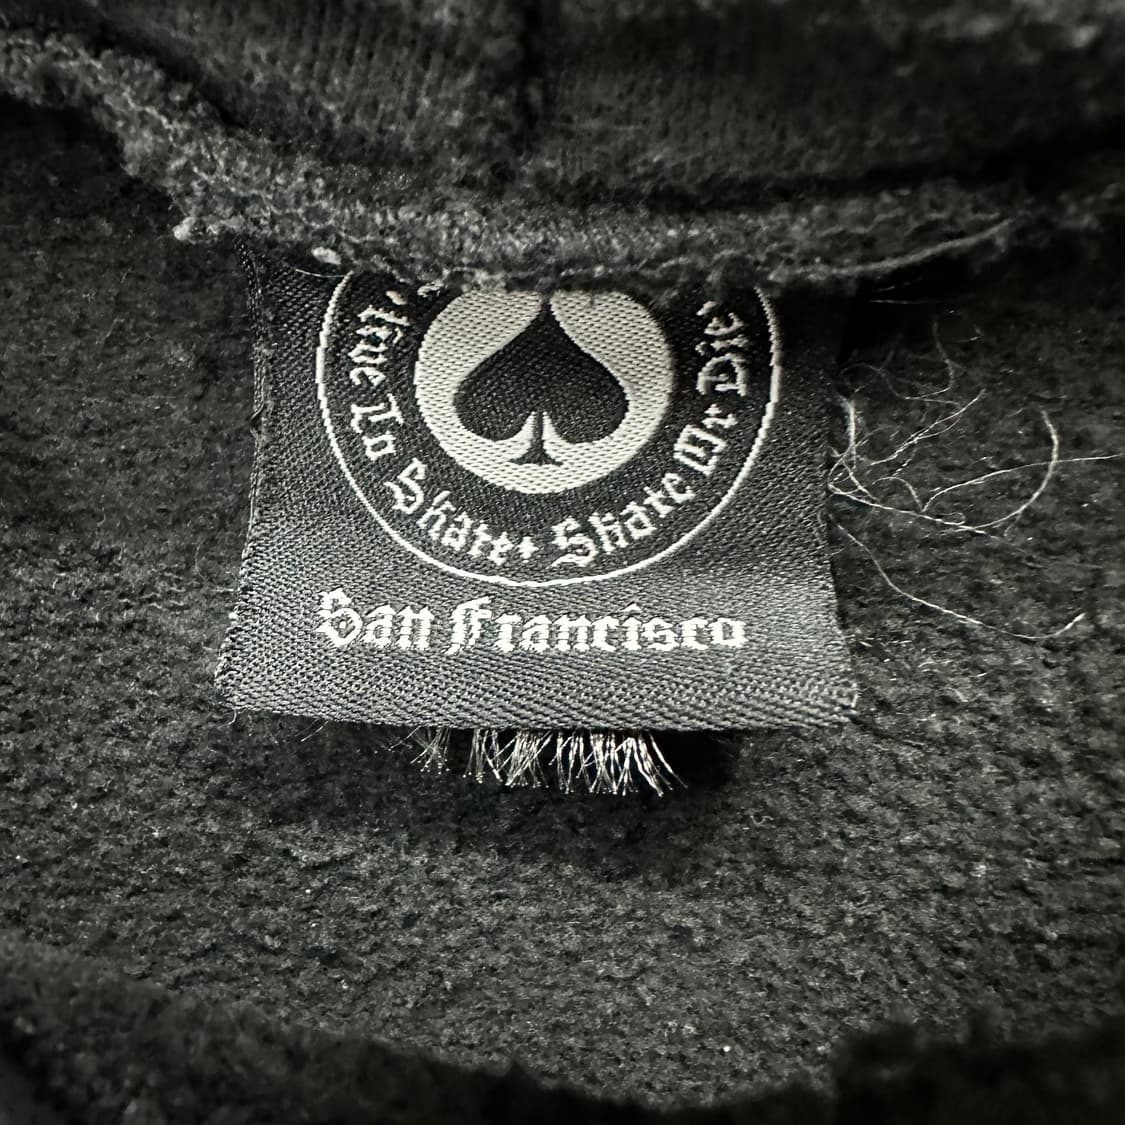 Live To Skate • Skate Or Die
San Francisco